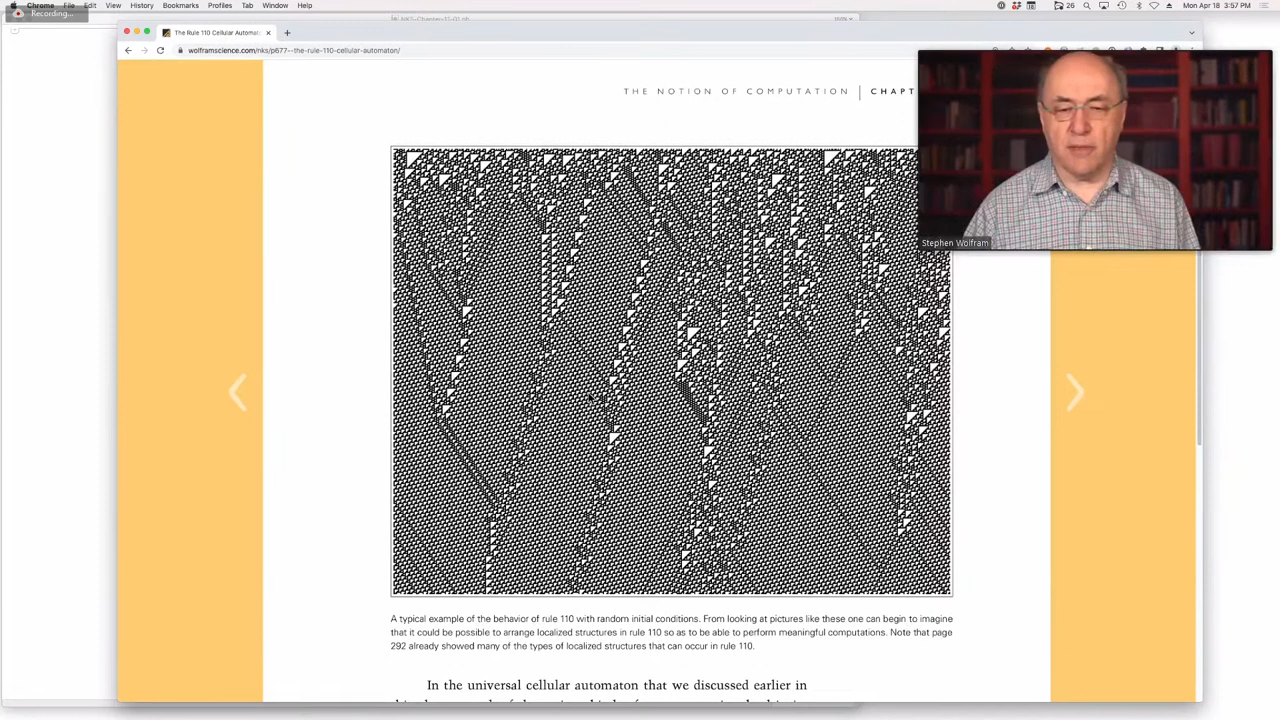 Chrome File Edit View History Bookmarks Profiles Tab Window Help
26
Mon Apr 18 3:57 PM
Recording...
The Rule 110 Cellular Automat
wolframscience.com/nks/p677--the-rule-110-cellular-automaton/
THE NOTION OF COMPUTATION CHAPT
Stephen Wolfram
A typical example of the behavior of rule 110 with random initial conditions. From looking at pictures like these one can begin to imagine
that it could be possible to arrange localized structures in rule 110 so as to be able to perform meaningful computations. Note that page
292 already showed many of the types of localized structures that can occur in rule 110.
In the universal cellular automaton that we discussed earlier in